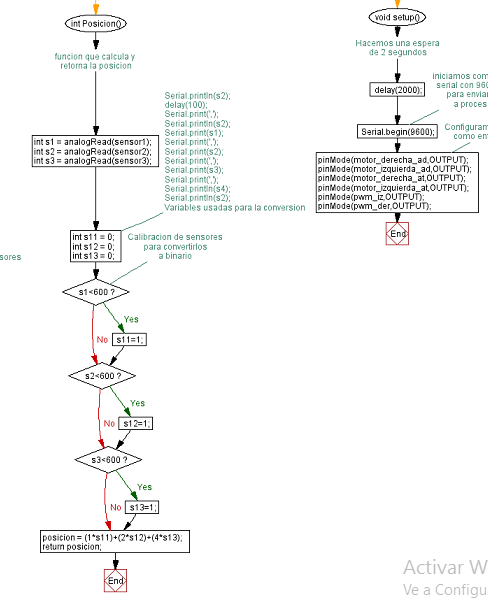 int Posicion()
funcion que calcula y
retorna la posicion
Serial.println(s2);
delay(100);
Serial.print(',');
Serial.println(s2);
Serial.print(',');
Serial.println(s1);
Serial.print(',');
Serial.println(s2);
Serial.print(',');
Serial.println(s3);
Serial.print(',');
Serial.println(s4);
Serial.println(s2);
Variables usadas para la conversion
int s1 = analogRead(sensor1);
int s2 = analogRead(sensor2);
int s3 = analogRead(sensor3);
int s11 = 0;
int s12 = 0;
int s13 = 0;
Calibracion de sensores
para convertirlos
a binario
sores
s1<600 ?
Yes
No
s11=1;
s2<600 ?
Yes
No
s12=1;
s3<600 ?
Yes
No
s13=1;
posicion = (1*s11)+(2*s12)+(4*s13);
return posicion;
End
void setup()
Hacemos una espera
de 2 segundos
delay(2000);
iniciamos com
serial con 960
para envia
a proces
Serial.begin(9600);
Configuram
como ent
pinMode(motor_derecha_ad,OUTPUT);
pinMode(motor_izquierda_ad,OUTPUT);
pinMode(motor_derecha_at,OUTPUT);
pinMode(motor_izquierda_at,OUTPUT);
pinMode(pwm_iz,OUTPUT);
pinMode(pwm_der,OUTPUT);
End
Activar W
Ve a Configu